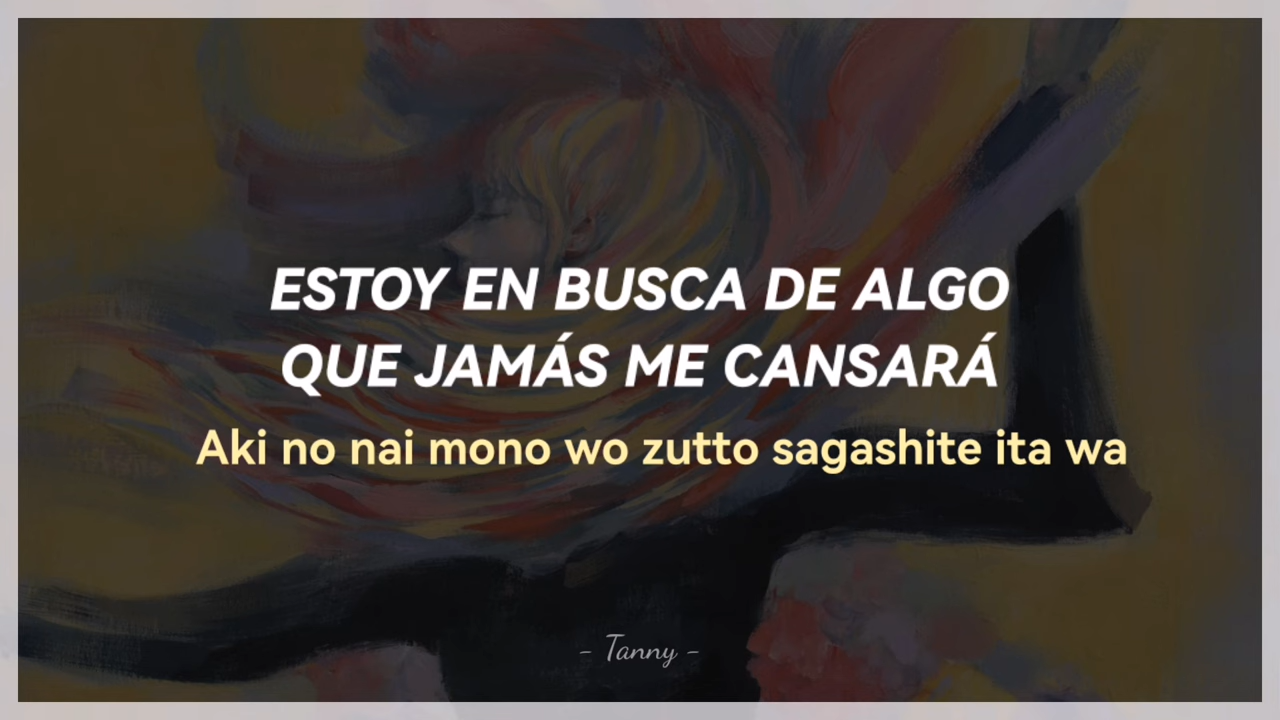 ESTOY EN BUSCA DE ALGO
QUE JAMÁS ME CANSARÁ
Aki no nai mono wo zutto sagashite ita wa
- Tanny -